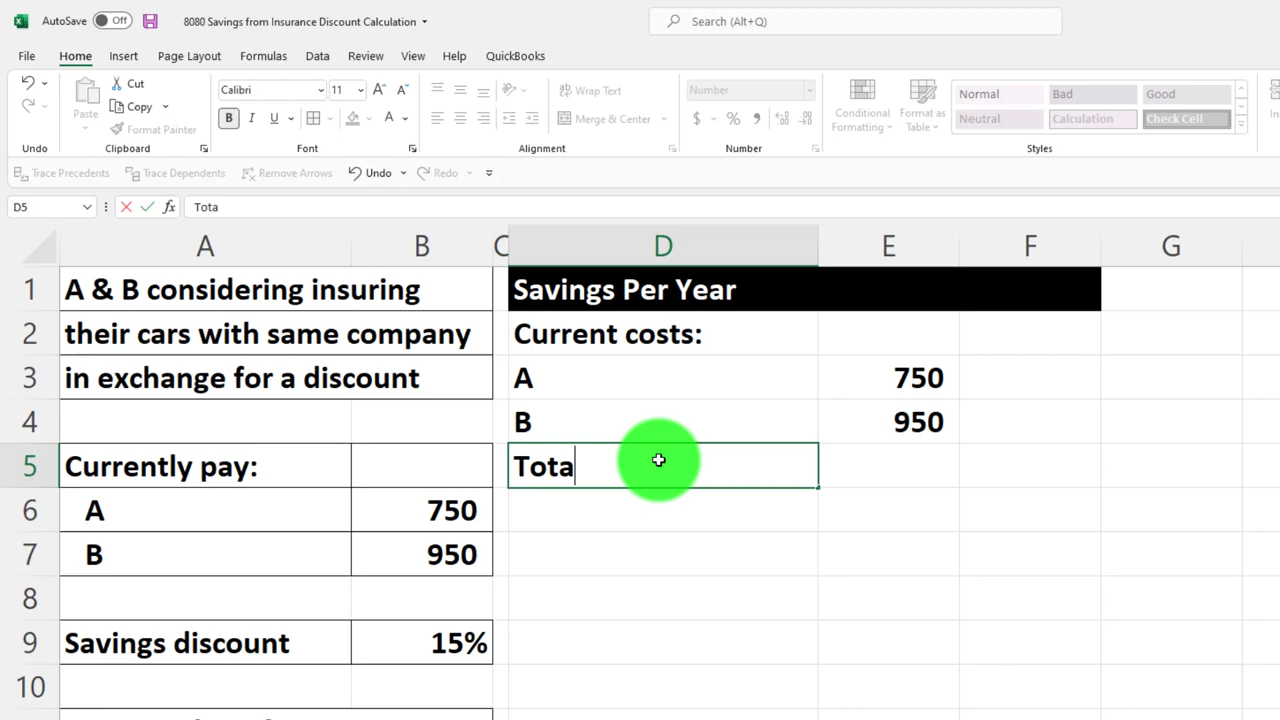 AutoSave Off 8080 Savings from Insurance Discount Calculation Search (Alt+Q)
File Home Insert Page Layout Formulas Data Review View Help QuickBooks
Cut Calibri 11 Wrap Text Number Normal Bad Good
Paste Copy Conditional Format as
Format Painter B I U A Merge & Center $ % Formatting Table Neutral Calculation Check Cell
Undo Clipboard Font Alignment Number Styles
Trace Precedents Trace Dependents Remove Arrows Undo Redo
D5 fx Tota
A B C D E F G
1 A & B considering insuring Savings Per Year
2 their cars with same company Current costs:
3 in exchange for a discount A 750
4 B 950
5 Currently pay: Tota
6 A 750
7 B 950
8
9 Savings discount 15%
10